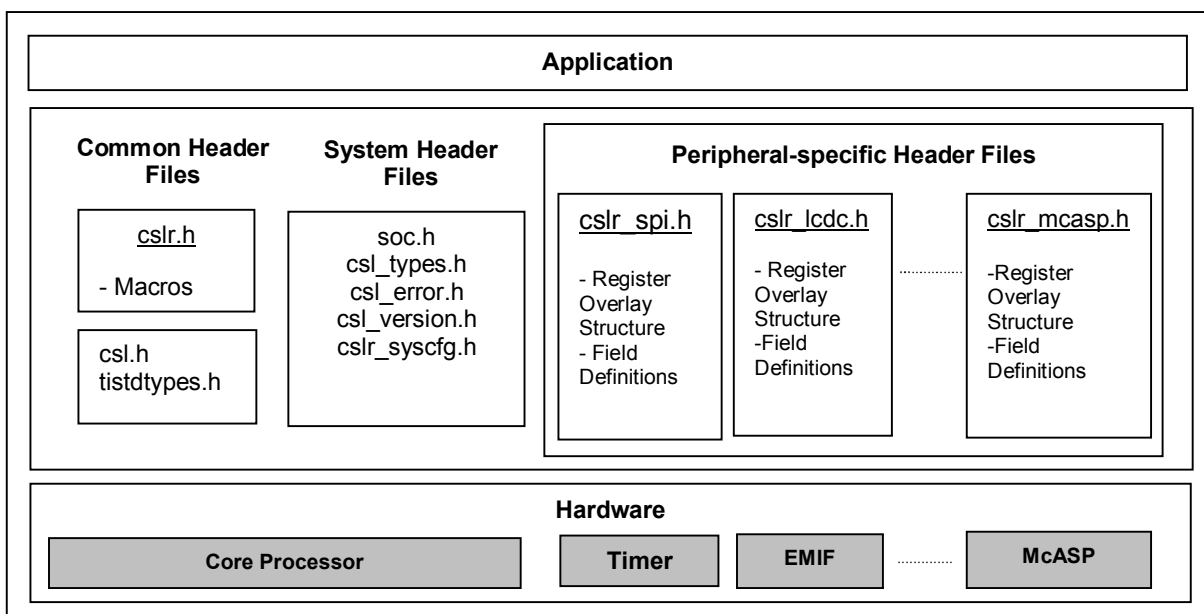 Application
Common Header
Files
cslr.h
- Macros
csl.h
tistdtypes.h
System Header
Files
soc.h
csl_types.h
csl_error.h
csl_version.h
cslr_syscfg.h
Peripheral-specific Header Files
cslr_spi.h
- Register
Overlay
Structure
- Field
Definitions
cslr_lcdc.h
- Register
Overlay
Structure
-Field
Definitions
cslr_mcasp.h
-Register
Overlay
Structure
-Field
Definitions
Hardware
Core Processor
Timer
EMIF
McASP